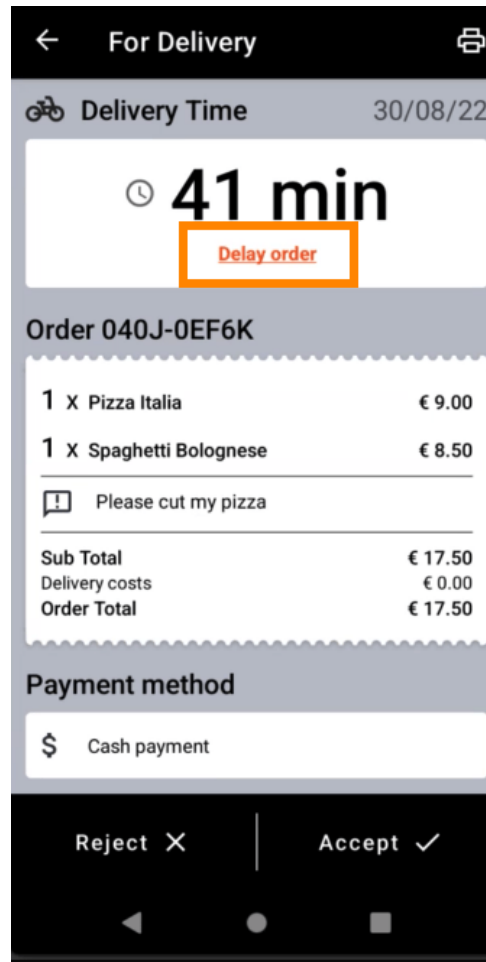 For Delivery
Delivery Time 30/08/22
41 min
Delay order
Order 040J-0EF6K
1 X Pizza Italia € 9.00
1 X Spaghetti Bolognese € 8.50
Please cut my pizza
Sub Total € 17.50
Delivery costs € 0.00
Order Total € 17.50
Payment method
$ Cash payment
Reject Accept